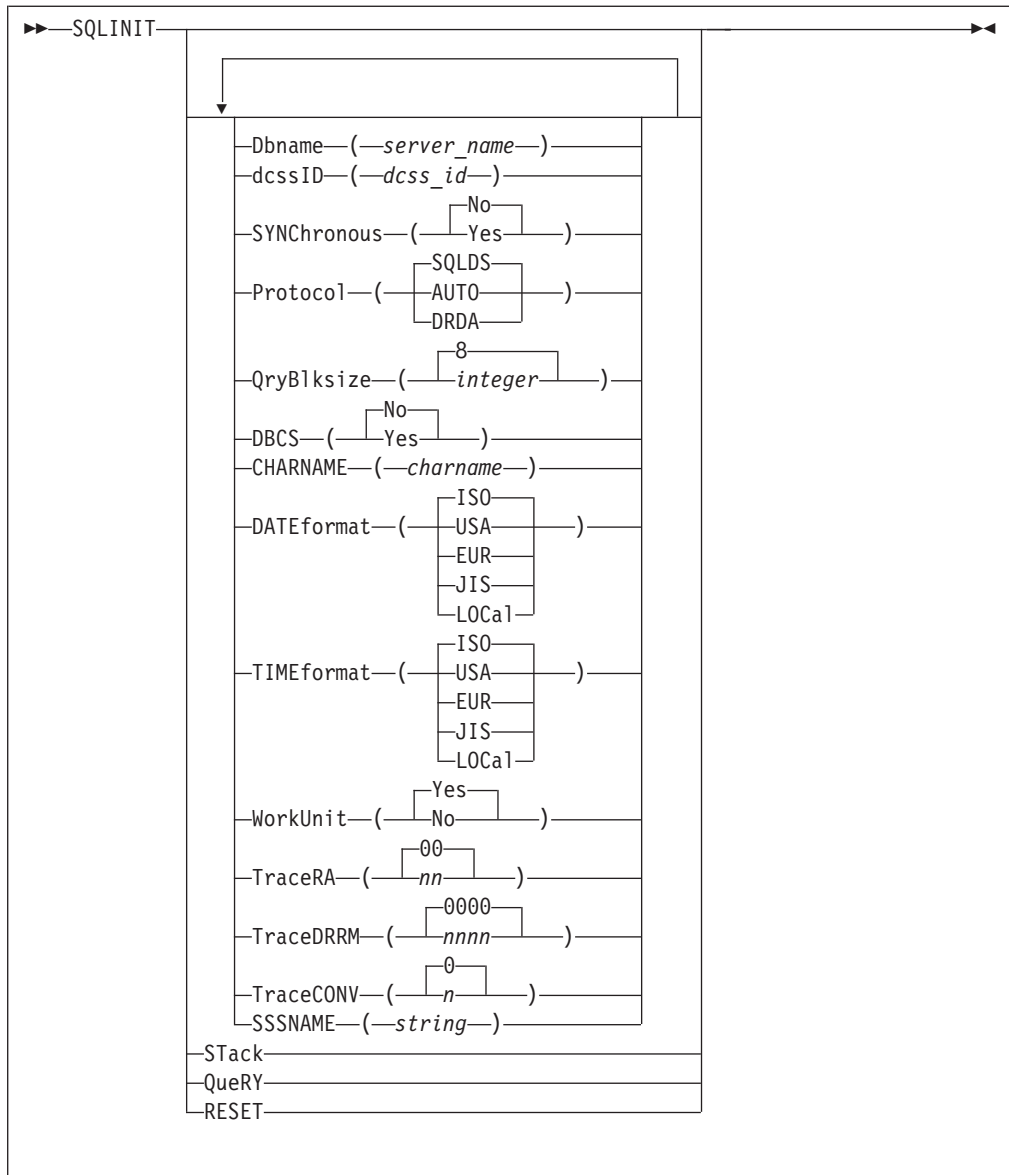 SQLINIT
Dbname ( server_name )
dcssID ( dcss_id )
No
SYNChronous ( Yes )
SQLDS
Protocol ( AUTO )
DRDA
8
QryBlksize ( integer )
No
DBCS ( Yes )
CHARNAME ( charname )
ISO
DATEformat ( USA )
EUR
JIS
LOCal
ISO
TIMEformat ( USA )
EUR
JIS
LOCal
Yes
WorkUnit ( No )
00
TraceRA ( nn )
0000
TraceDRRM ( nnnn )
0
TraceCONV ( n )
SSSNAME ( string )
STack
QueRY
RESET